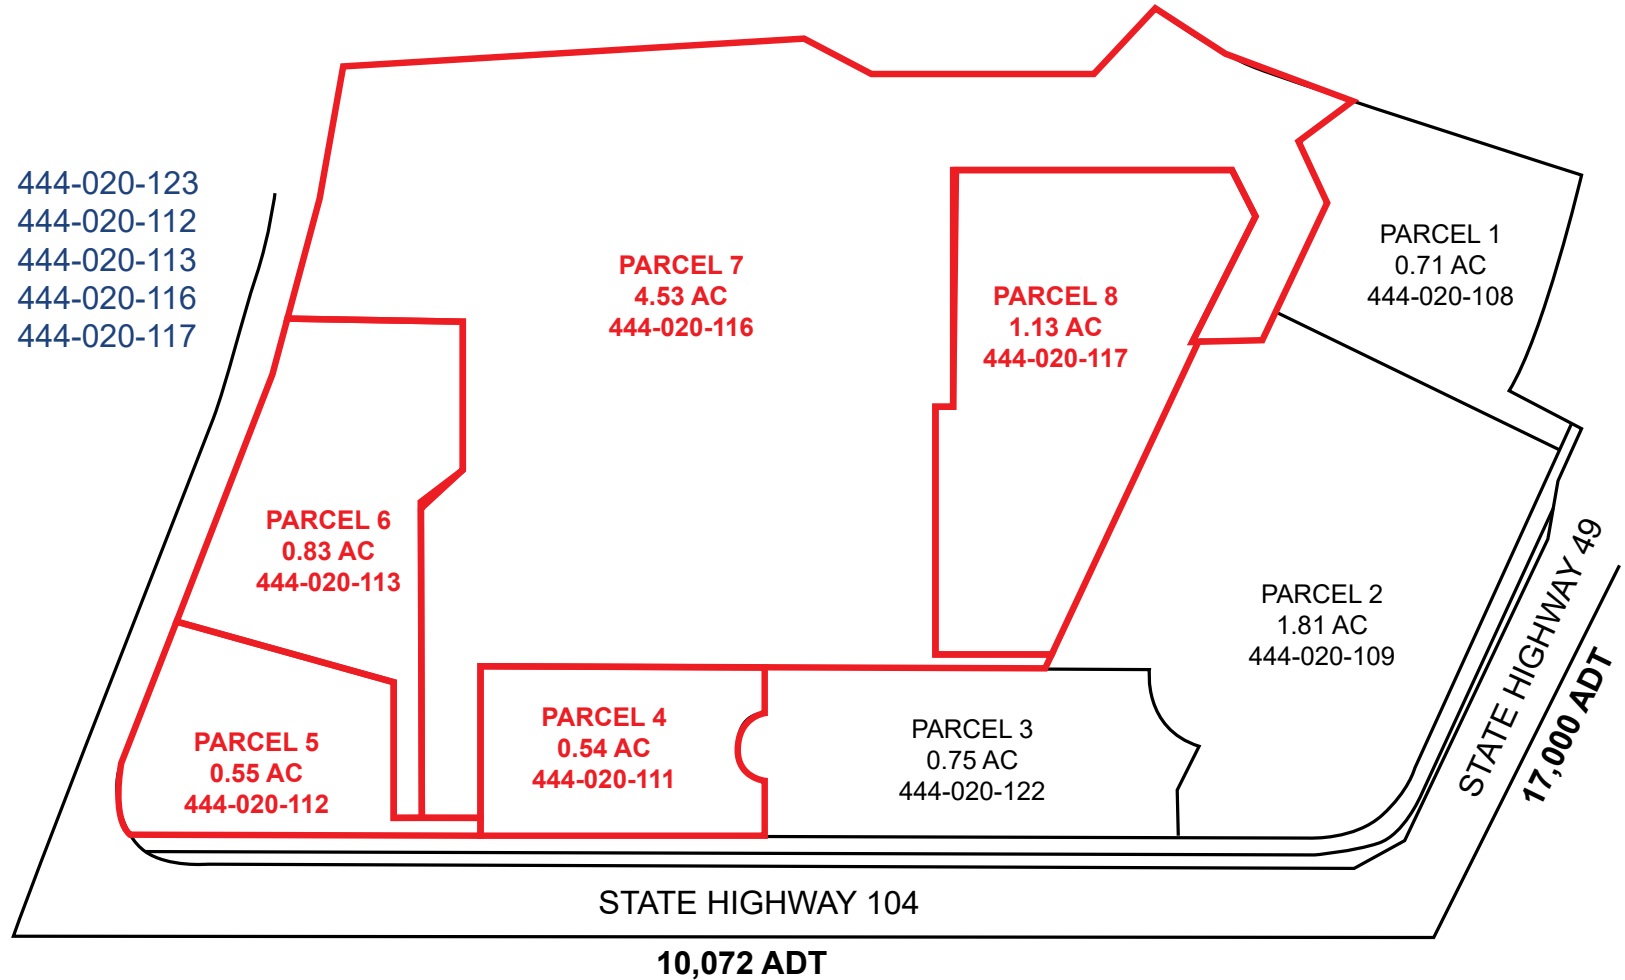 444-020-123
444-020-112
444-020-113
444-020-116
444-020-117
PARCEL 7
4.53 AC
444-020-116
PARCEL 8
1.13 AC
444-020-117
PARCEL 1
0.71 AC
444-020-108
PARCEL 6
0.83 AC
444-020-113
PARCEL 2
1.81 AC
444-020-109
PARCEL 5
0.55 AC
444-020-112
PARCEL 4
0.54 AC
444-020-111
PARCEL 3
0.75 AC
444-020-122
STATE HIGHWAY 49
17,000 ADT
STATE HIGHWAY 104
10,072 ADT